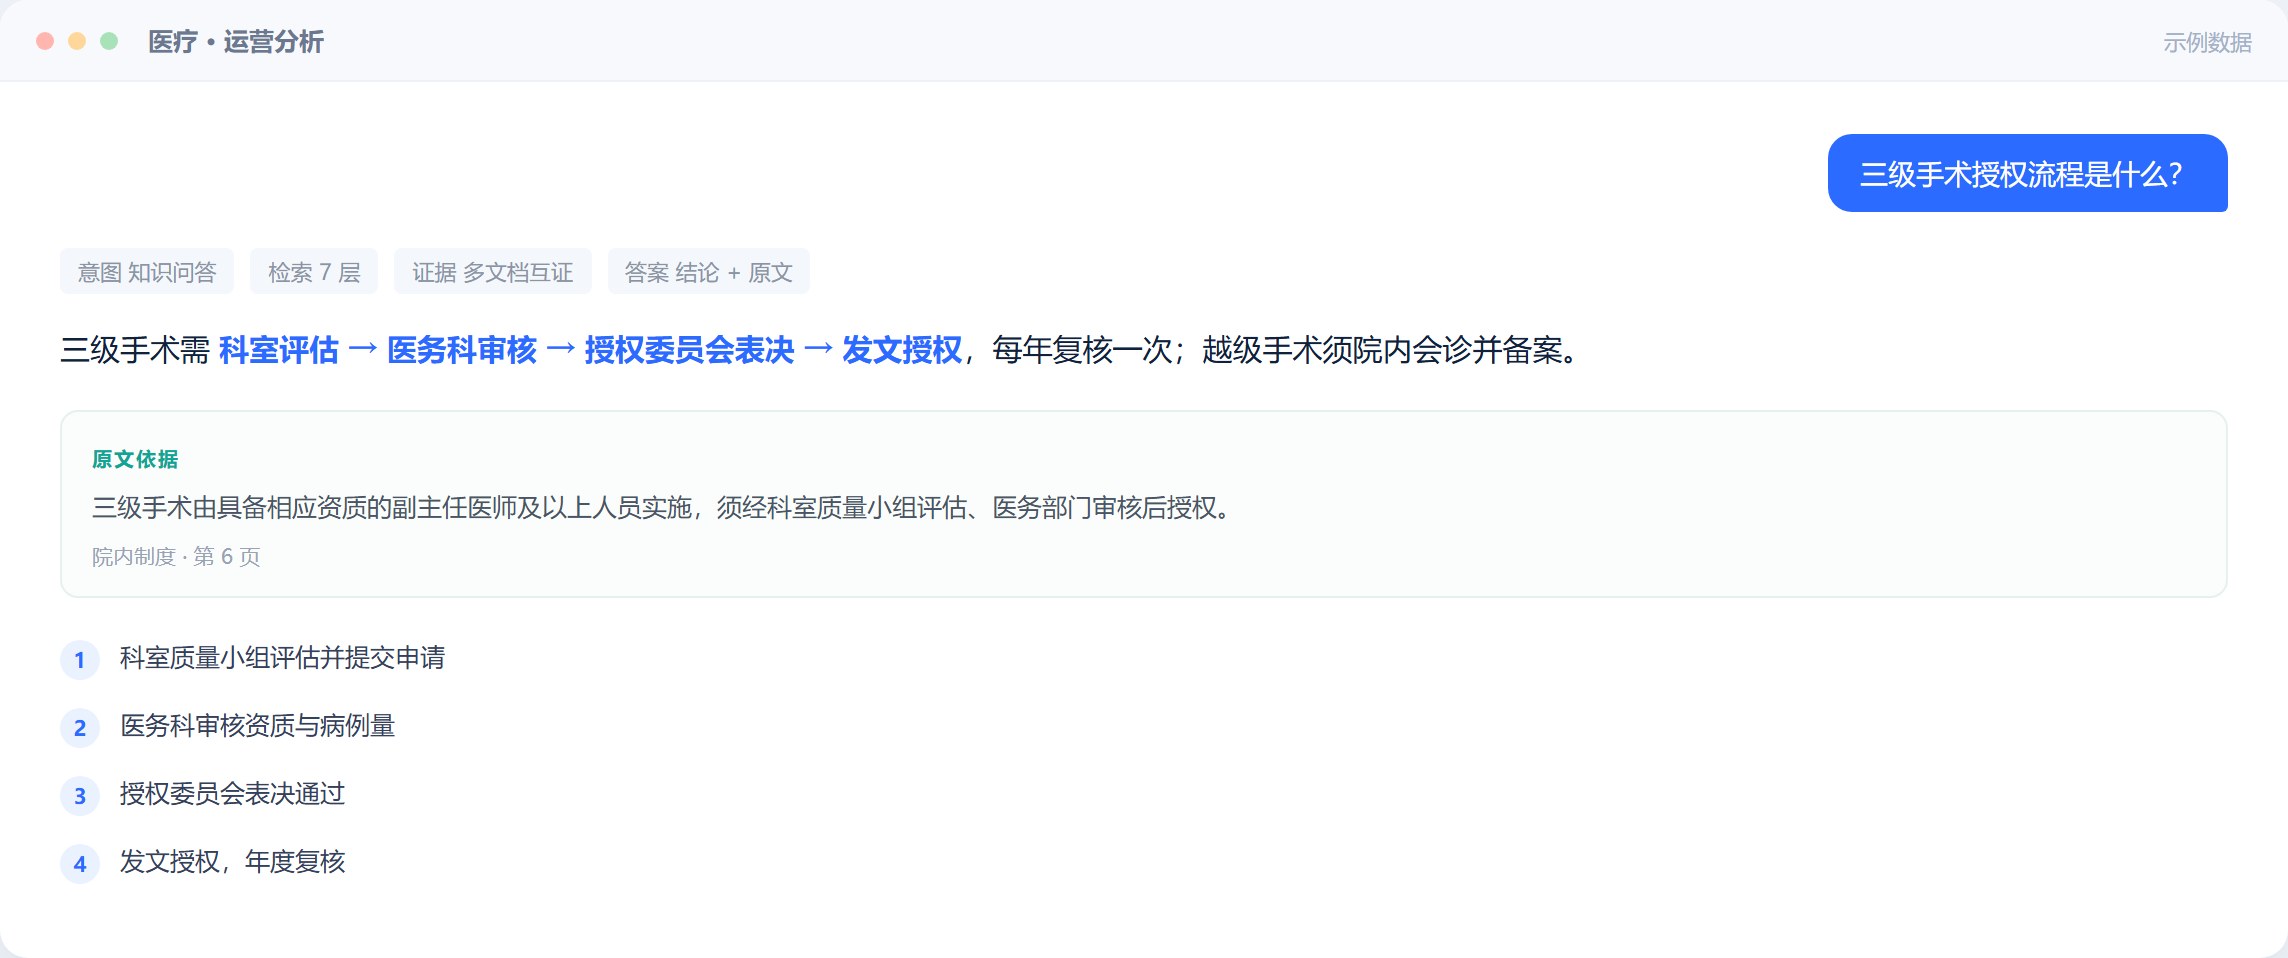 医疗 · 运营分析
示例数据
三级手术授权流程是什么？
意图 知识问答
检索 7 层
证据 多文档互证
答案 结论 + 原文
三级手术需 科室评估 → 医务科审核 → 授权委员会表决 → 发文授权，每年复核一次；越级手术须院内会诊并备案。
原文依据
三级手术由具备相应资质的副主任医师及以上人员实施，须经科室质量小组评估、医务部门审核后授权。
院内制度 · 第 6 页
1 科室质量小组评估并提交申请
2 医务科审核资质与病例量
3 授权委员会表决通过
4 发文授权，年度复核